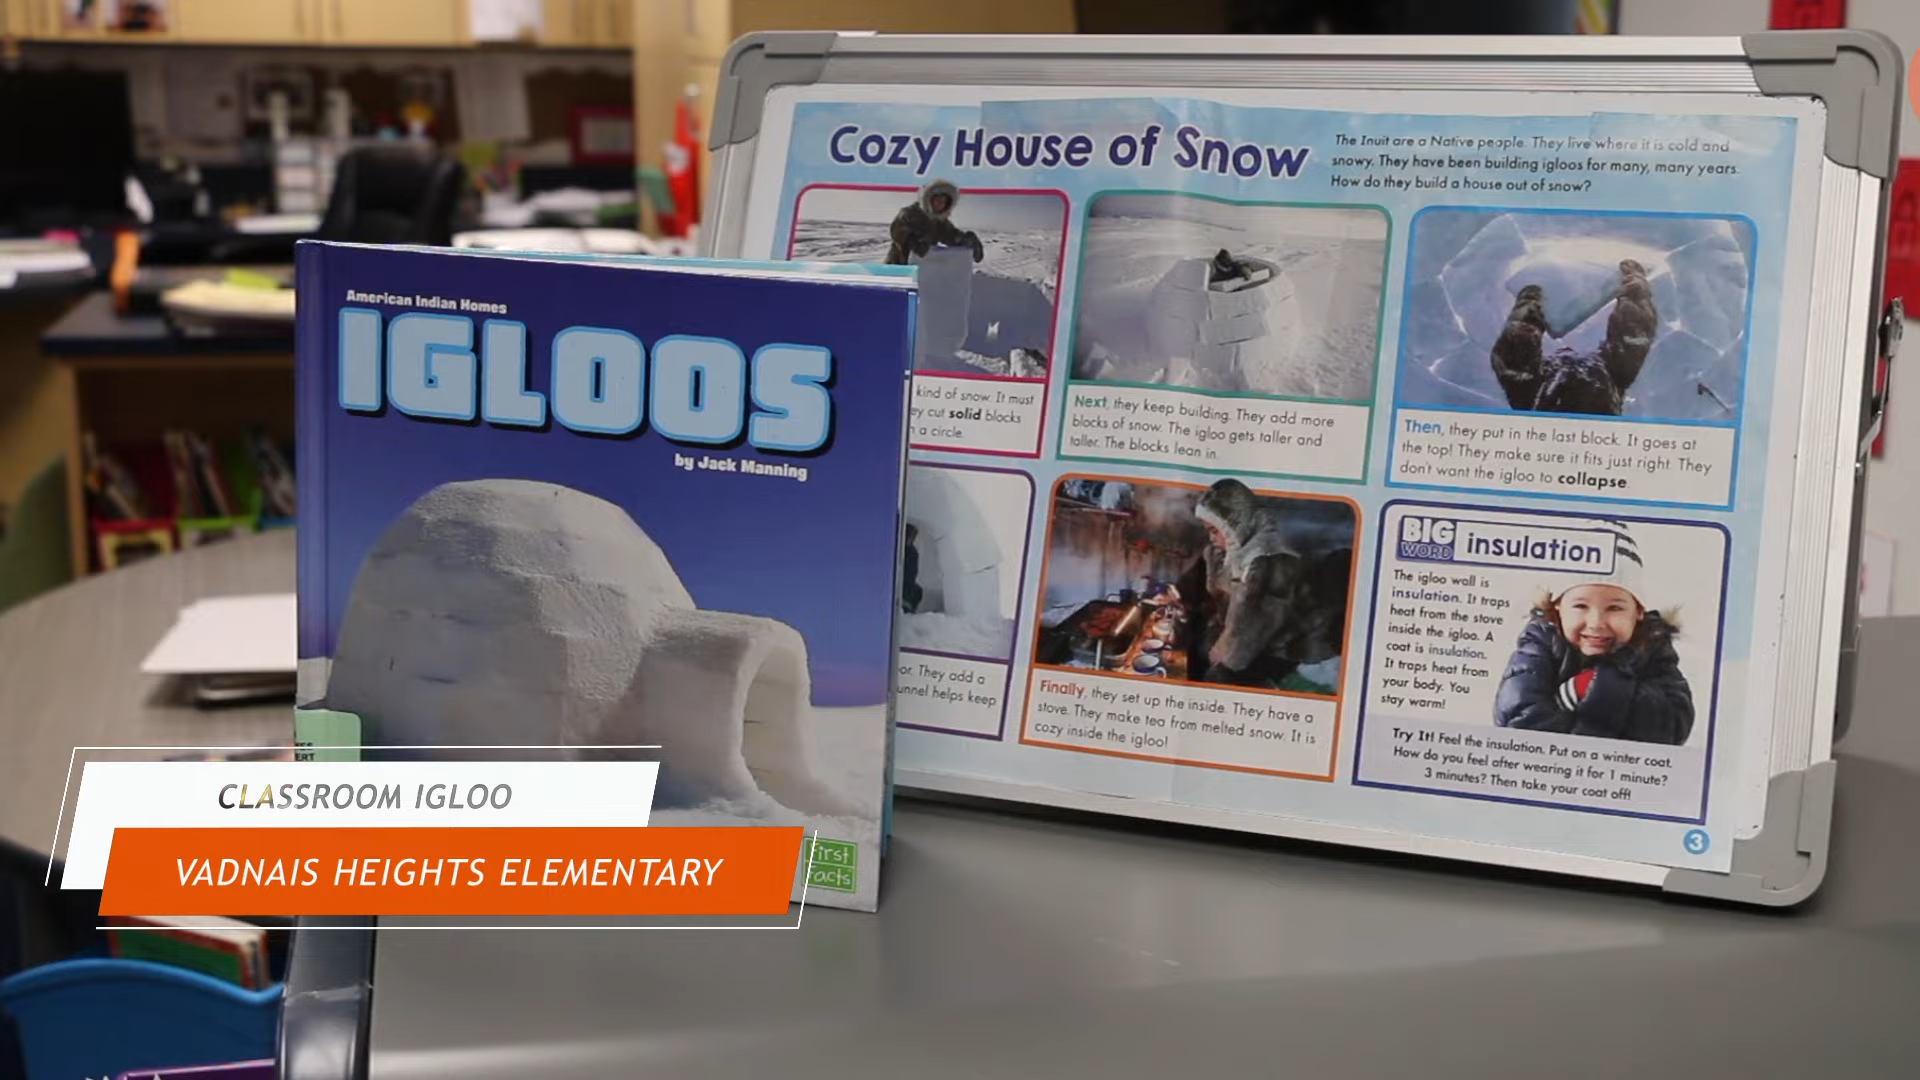 American Indian Homes
IGLOOS
by Jack Manning
First
Facts
Cozy House of Snow
The Inuit are a Native people. They live where it is cold and
snowy. They have been building igloos for many, many years.
How do they build a house out of snow?
kind of snow. It must
ey cut solid blocks
n a circle.
Next, they keep building. They add more
blocks of snow. The igloo gets taller and
taller. The blocks lean in.
Then, they put in the last block. It goes at
the top! They make sure it fits just right. They
don't want the igloo to collapse.
or. They add a
unnel helps keep
Finally, they set up the inside. They have a
stove. They make tea from melted snow. It is
cozy inside the igloo!
BIG
WORD
insulation
The igloo wall is
insulation. It traps
heat from the stove
inside the igloo. A
coat is insulation.
It traps heat from
your body. You
stay warm!
Try It! Feel the insulation. Put on a winter coat.
How do you feel after wearing it for 1 minute?
3 minutes? Then take your coat off!
3
CLASSROOM IGLOO
VADNAIS HEIGHTS ELEMENTARY